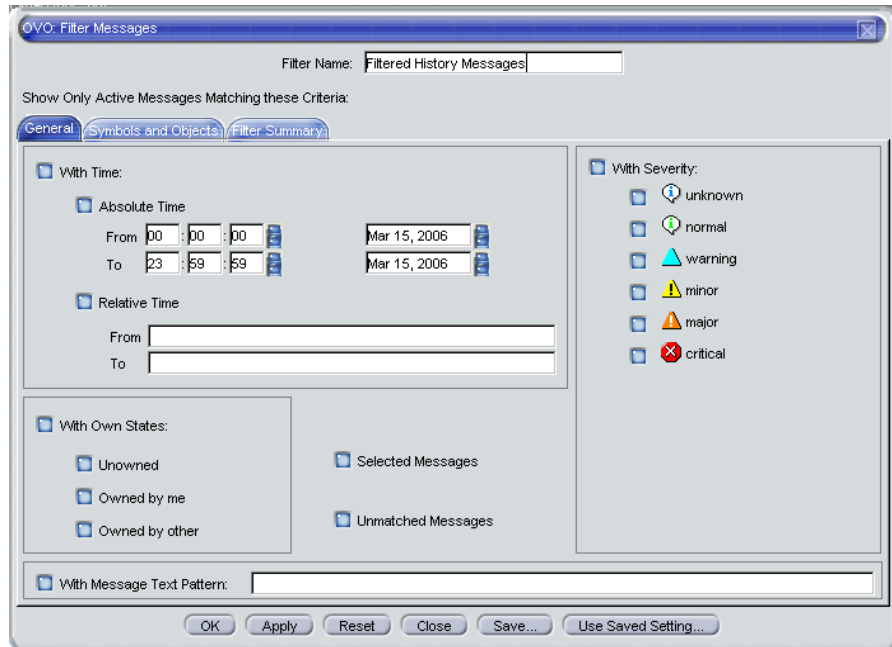 OVO: Filter Messages
Filter Name: Filtered History Messages
Show Only Active Messages Matching these Criteria:
General Symbols and Objects Filter Summary
With Time:
Absolute Time
From 00 : 00 : 00 Mar 15, 2006
To 23 : 59 : 59 Mar 15, 2006
Relative Time
From
To
With Severity:
unknown
normal
warning
minor
major
critical
With Own States:
Unowned
Owned by me
Owned by other
Selected Messages
Unmatched Messages
With Message Text Pattern:
OK Apply Reset Close Save... Use Saved Setting...